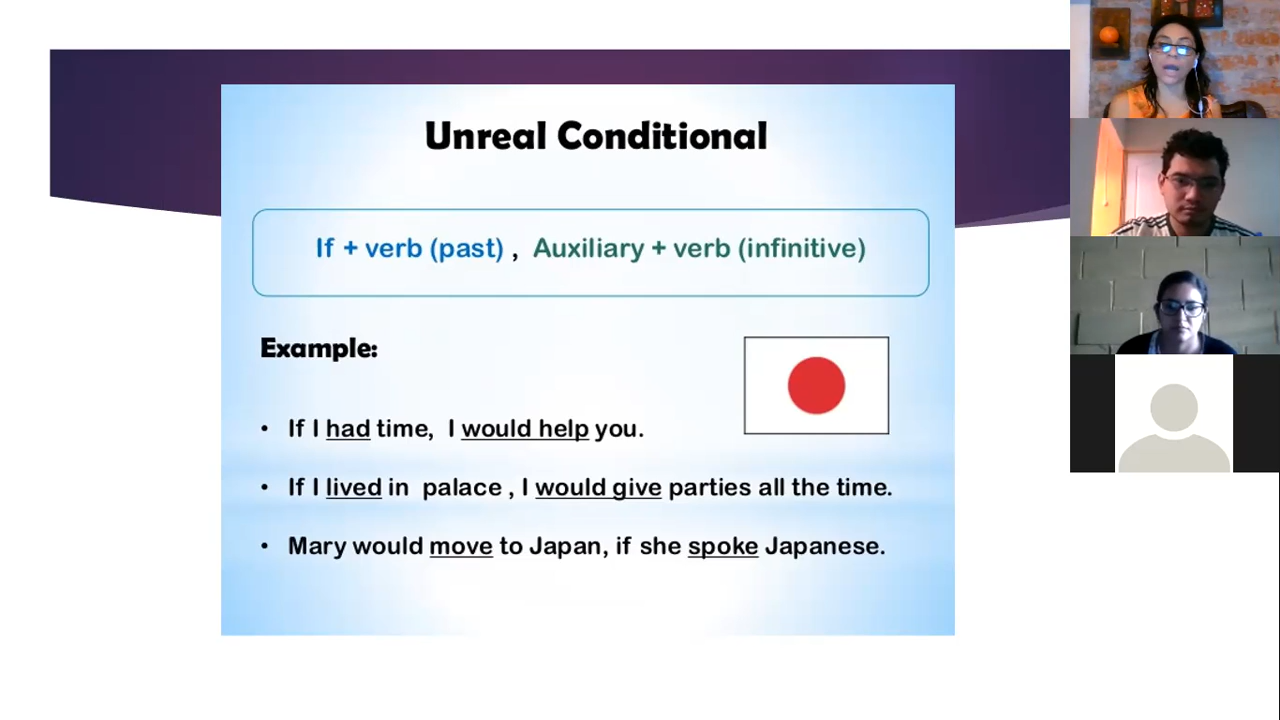 Unreal Conditional
If + verb (past) , Auxiliary + verb (infinitive)
Example:
• If I had time, I would help you.
• If I lived in palace , I would give parties all the time.
• Mary would move to Japan, if she spoke Japanese.